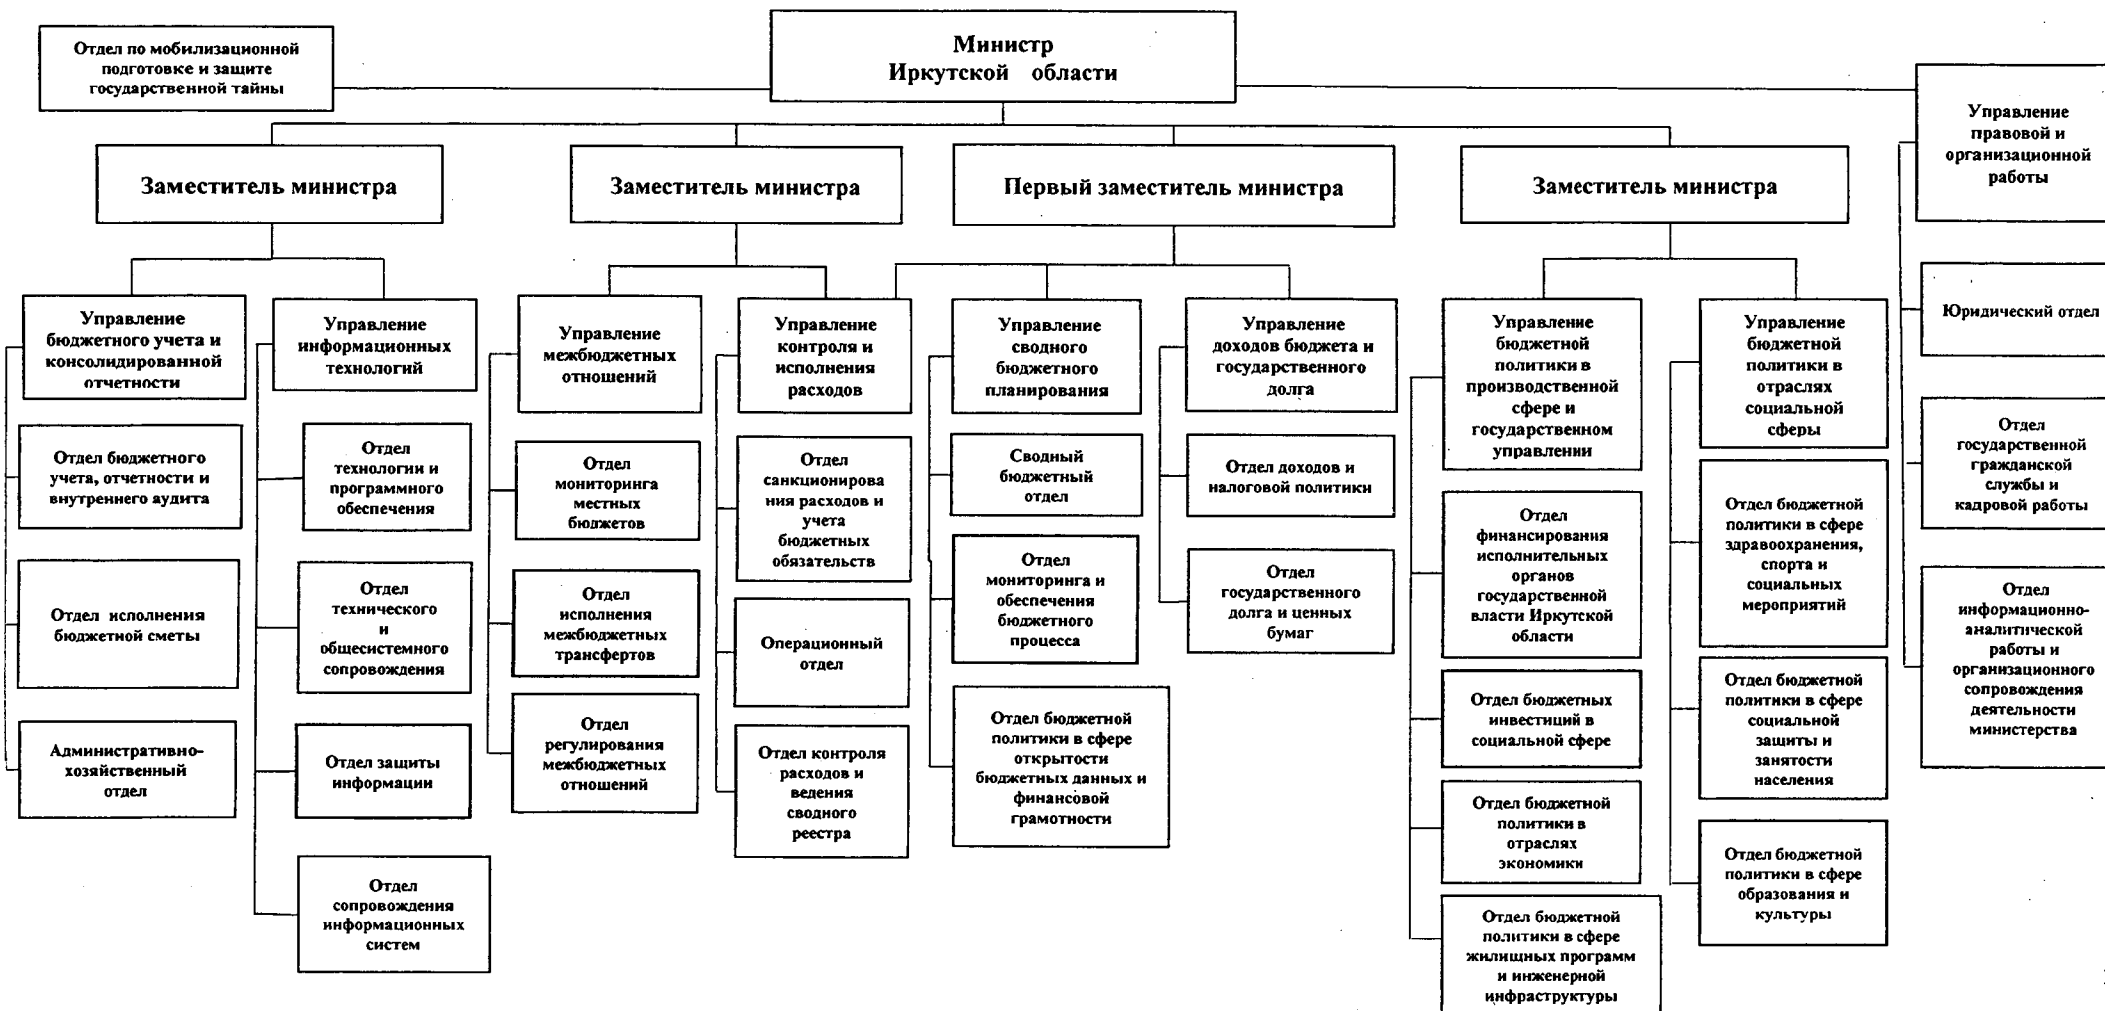 Отдел по мобилизационной
подготовке и защите
государственной тайны
Министр
Иркутской области
Управление
правовой и
организационной
работы
Заместитель министра
Заместитель министра
Первый заместитель министра
Заместитель министра
Управление
бюджетного учета и
консолидированной
отчетности
Управление
информационных
технологий
Управление
межбюджетных
отношений
Управление
контроля и
исполнения
расходов
Управление
сводного
бюджетного
планирования
Управление
доходов бюджета и
государственного
долга
Управление
бюджетной
политики в
производственной
сфере и
государственном
управлении
Управление
бюджетной
политики в
отраслях
социальной
сферы
Юридический отдел
Отдел бюджетного
учета, отчетности и
внутреннего аудита
Отдел
технологии и
программного
обеспечения
Отдел
мониторинга
местных
бюджетов
Отдел
санкционирова
ния расходов и
учета
бюджетных
обязательств
Сводный
бюджетный
отдел
Отдел доходов и
налоговой политики
Отдел
финансирования
исполнительных
органов
государственной
власти Иркутской
области
Отдел бюджетной
политики в сфере
здравоохранения,
спорта и
социальных
мероприятий
Отдел
государственной
гражданской
службы и
кадровой работы
Отдел исполнения
бюджетной сметы
Отдел
технического
и
общесистемного
сопровождения
Отдел
исполнения
межбюджетных
трансфертов
Операционный
отдел
Отдел
мониторинга и
обеспечения
бюджетного
процесса
Отдел
государственного
долга и ценных
бумаг
Отдел бюджетных
инвестиций в
социальной сфере
Отдел бюджетной
политики в сфере
социальной
защиты и
занятости
населения
Отдел
информационно-
аналитической
работы и
организационного
сопровождения
деятельности
министерства
Административно-
хозяйственный
отдел
Отдел защиты
информации
Отдел
регулирования
межбюджетных
отношений
Отдел контроля
расходов и
ведения
сводного
реестра
Отдел бюджетной
политики в сфере
открытости
бюджетных данных и
финансовой
грамотности
Отдел бюджетной
политики в
отраслях
экономики
Отдел бюджетной
политики в сфере
образования и
культуры
Отдел
сопровождения
информационных
систем
Отдел бюджетной
политики в сфере
жилищных программ
и инженерной
инфраструктуры